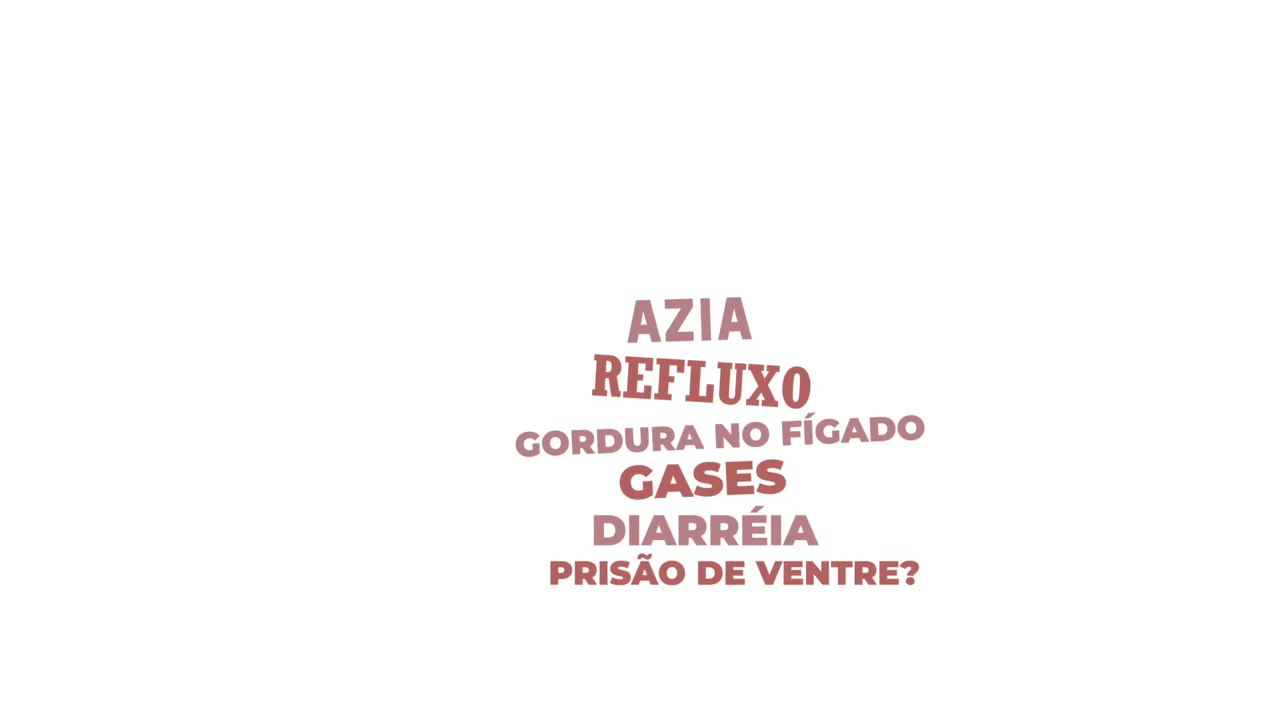 AZIA
REFLUXO
GORDURA NO FÍGADO
GASES
DIARRÉIA
PRISÃO DE VENTRE?